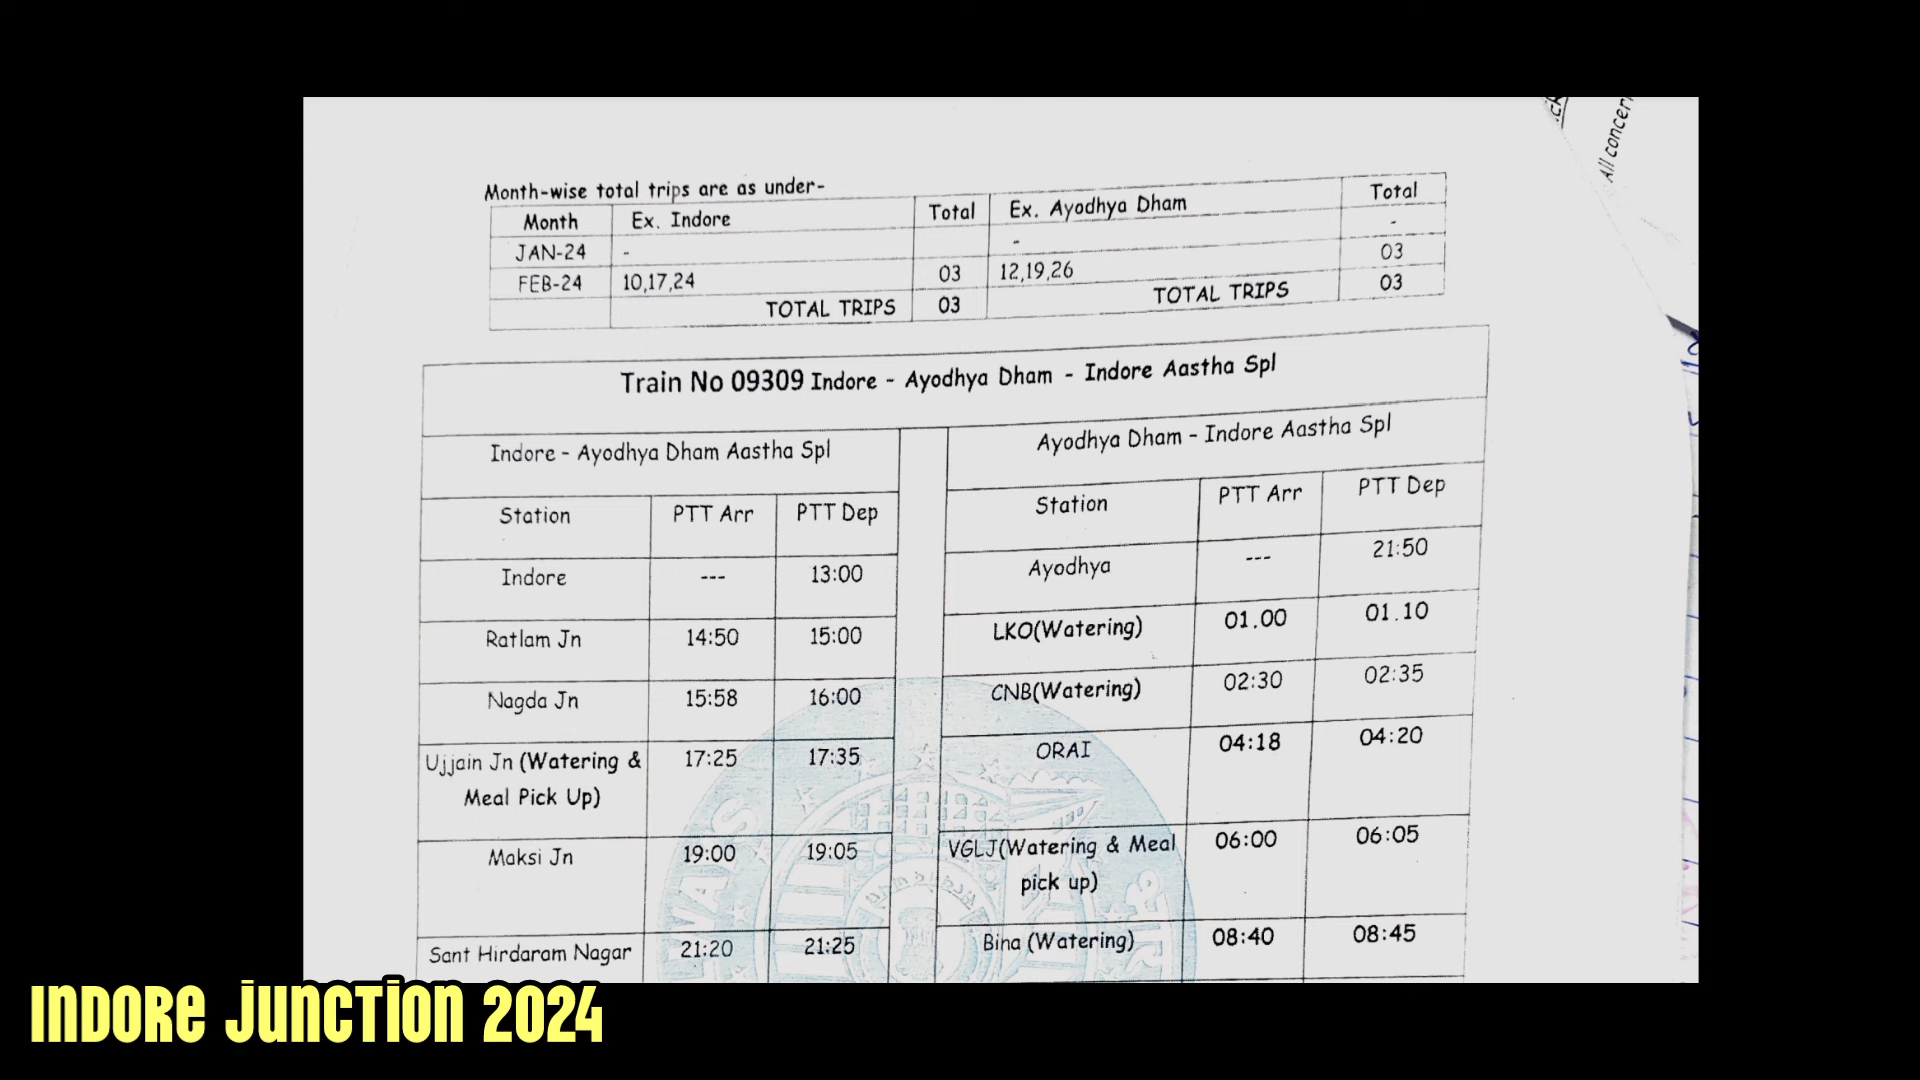 All concern
Month-wise total trips are as under-
Month Ex. Indore Total Ex. Ayodhya Dham Total
JAN-24 - - -
FEB-24 10,17,24 03 12,19,26 03
TOTAL TRIPS 03 TOTAL TRIPS 03
Train No 09309 Indore - Ayodhya Dham - Indore Aastha Spl
Indore - Ayodhya Dham Aastha Spl Ayodhya Dham - Indore Aastha Spl
Station PTT Arr PTT Dep Station PTT Arr PTT Dep
Indore --- 13:00 Ayodhya --- 21:50
Ratlam Jn 14:50 15:00 LKO(Watering) 01.00 01.10
Nagda Jn 15:58 16:00 CNB(Watering) 02:30 02:35
Ujjain Jn (Watering & 17:25 17:35 ORAI 04:18 04:20
Meal Pick Up)
Maksi Jn 19:00 19:05 VGLJ(Watering & Meal 06:00 06:05
pick up)
Sant Hirdaram Nagar 21:20 21:25 Bina (Watering) 08:40 08:45
INDORE JUNCTION 2024